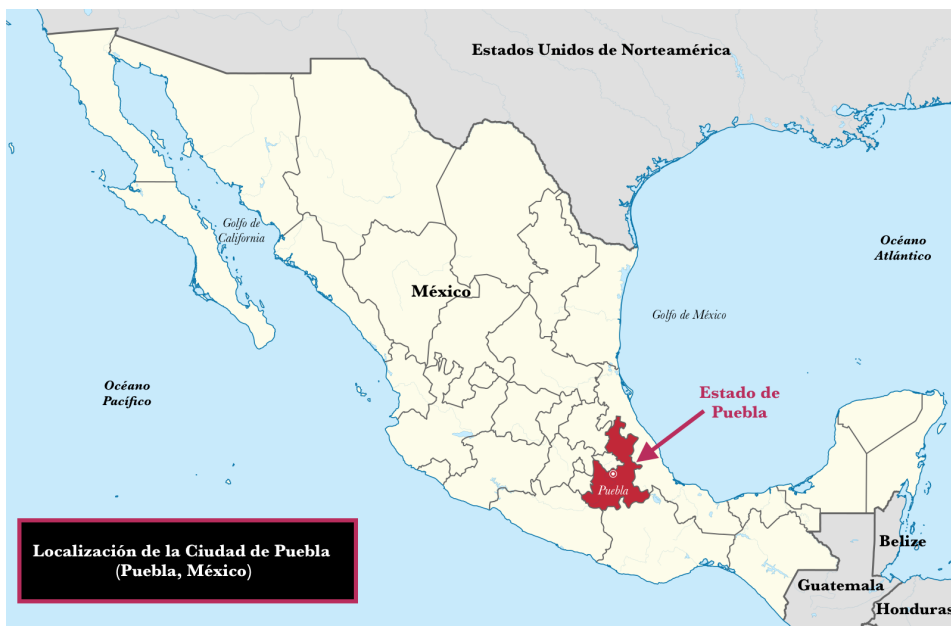 Estados Unidos de Norteamérica
Golfo de
California
Océano
Atlántico
México
Golfo de México
Océano
Pacífico
Estado de
Puebla
Puebla
Localización de la Ciudad de Puebla
(Puebla, México)
Belize
Guatemala
Honduras